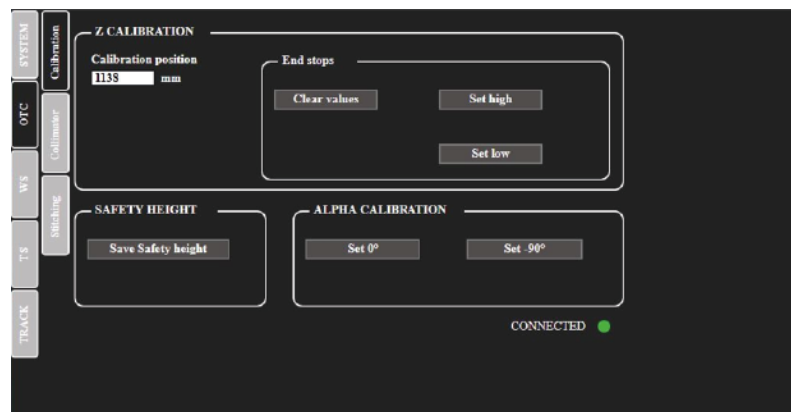 SYSTEM
OTC
WS
TS
TRACK
Calibration
Collimator
Stitching
Z CALIBRATION
Calibration position
1138 mm
End stops
Clear values
Set high
Set low
SAFETY HEIGHT
Save Safety height
ALPHA CALIBRATION
Set 0°
Set -90°
CONNECTED